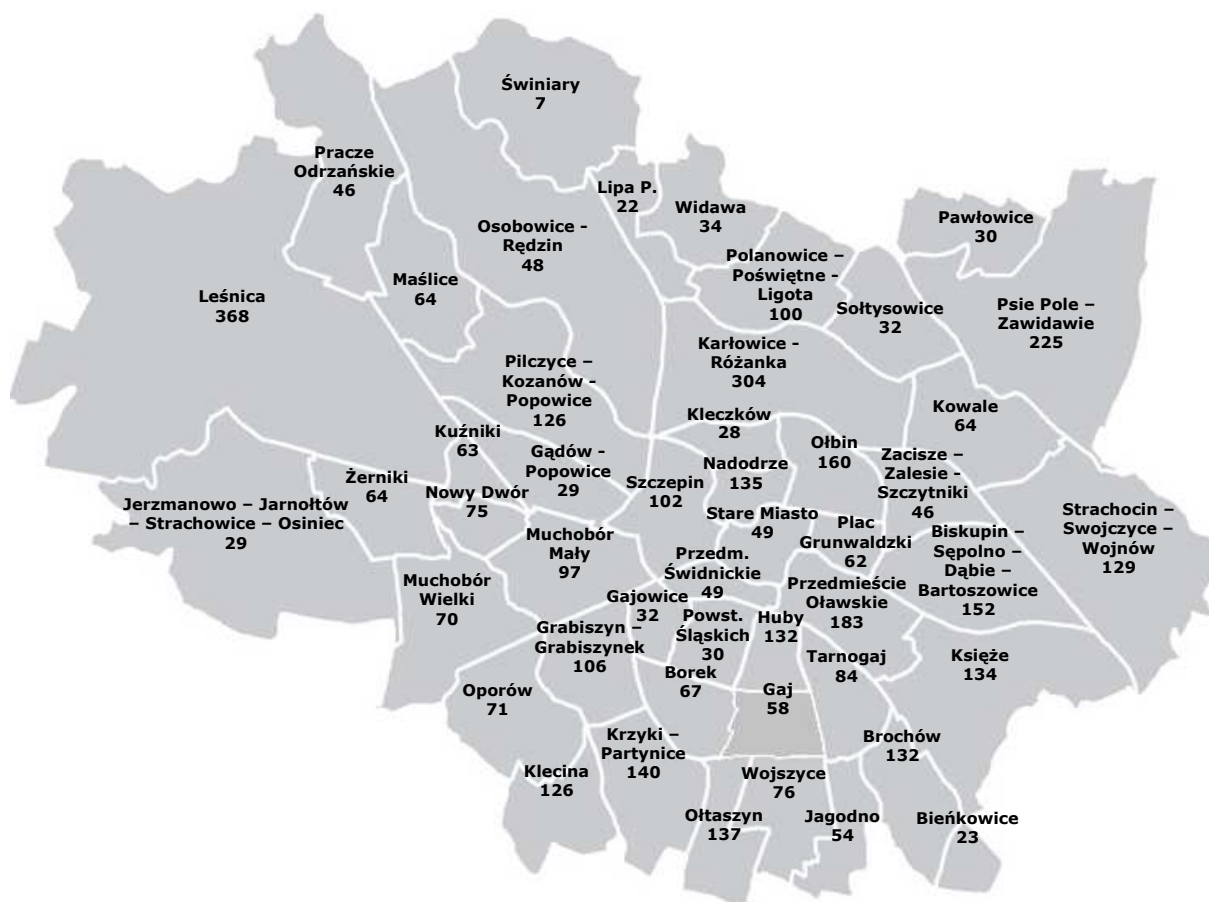 Świniary
7
Pracze
Odrzańskie
46
Lipa P.
22
Widawa
34
Pawłowice
30
Osobowice -
Rędzin
48
Polanowice –
Poświętne -
Ligota
100
Maślice
64
Leśnica
368
Sołtysowice
32
Psie Pole –
Zawidawie
225
Karłowice -
Różanka
304
Pilczyce –
Kozanów -
Popowice
126
Kleczków
28
Kowale
64
Kuźniki
63
Gądów -
Popowice
29
Ołbin
160
Zacisze –
Zalesie -
Szczytniki
46
Nadodrze
135
Żerniki
64
Szczepin
102
Nowy Dwór
75
Jerzmanowo – Jarnołtów
– Strachowice – Osiniec
29
Stare Miasto
49
Plac
Grunwaldzki
62
Strachocin –
Swojczyce –
Wojnów
129
Biskupin –
Sępolno –
Dąbie –
Bartoszowice
152
Muchobór
Mały
97
Przedm.
Świdnickie
49
Przedmieście
Oławskie
183
Muchobór
Wielki
70
Gajowice
32
Powst.
Śląskich
30
Huby
132
Grabiszyn –
Grabiszynek
106
Tarnogaj
84
Księże
134
Borek
67
Gaj
58
Oporów
71
Krzyki –
Partynice
140
Brochów
132
Klecina
126
Wojszyce
76
Ołtaszyn
137
Jagodno
54
Bieńkowice
23